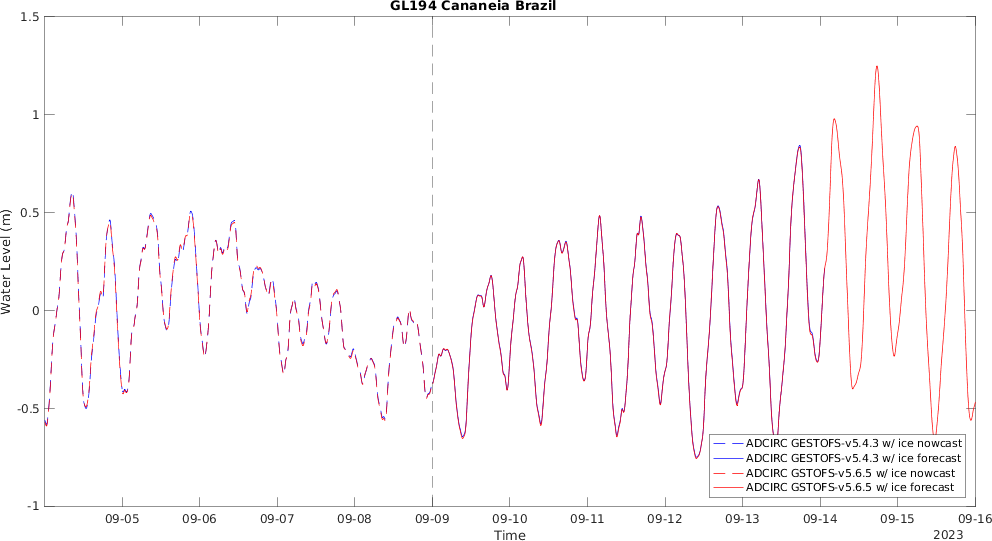 GL194 Cananeia Brazil
1.5
1
0.5
0
-0.5
-1
Water Level (m)
ADCIRC GESTOFS-v5.4.3 w/ ice nowcast
ADCIRC GESTOFS-v5.4.3 w/ ice forecast
ADCIRC GSTOFS-v5.6.5 w/ ice nowcast
ADCIRC GSTOFS-v5.6.5 w/ ice forecast
09-05 09-06 09-07 09-08 09-09 09-10 09-11 09-12 09-13 09-14 09-15 09-16
Time
2023